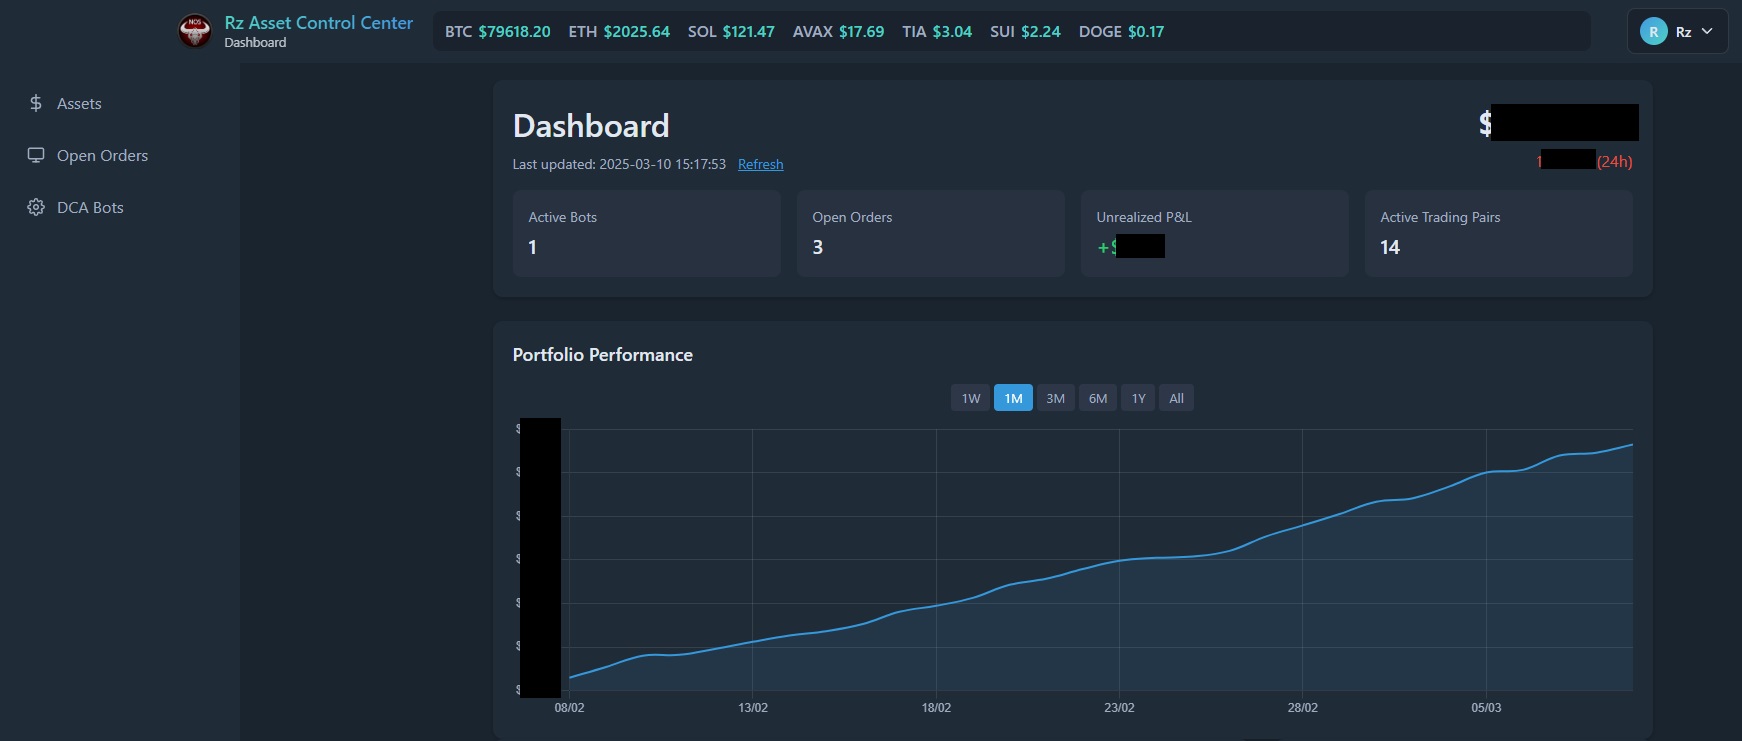 Rz Asset Control Center
Dashboard
BTC $79618.20 ETH $2025.64 SOL $121.47 AVAX $17.69 TIA $3.04 SUI $2.24 DOGE $0.17
R Rz
Assets
Open Orders
DCA Bots
Dashboard
$
Last updated: 2025-03-10 15:17:53 Refresh
1 (24h)
Active Bots
1
Open Orders
3
Unrealized P&L
+$
Active Trading Pairs
14
Portfolio Performance
1W 1M 3M 6M 1Y All
$
$
$
$
$
$
$
08/02 13/02 18/02 23/02 28/02 05/03